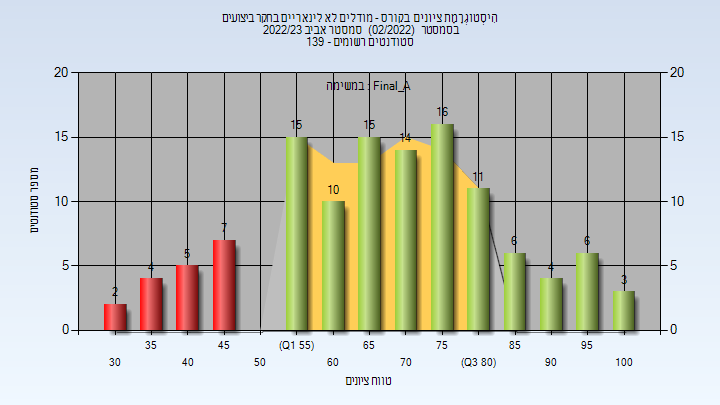 היסטוגרמת ציונים בקורס - מודלים לא לינאריים בחקר ביצועים
בסמסטר (02/2022) סמסטר אביב 2022/23
סטודנטים רשומים - 139
במשימה : Final_A
20 20
15 15
10 10
5 5
0 0
2 4 5 7 15 10 15 14 16 11 6 4 6 3
מספר סטודנטים
35 45 (Q1 55) 65 75 85 95
30 40 50 60 70 (Q3 80) 90 100
טווח ציונים